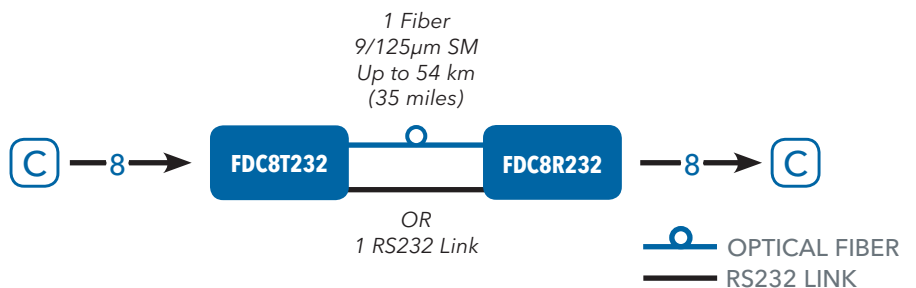 1 Fiber
9/125µm SM
Up to 54 km
(35 miles)
C 8 FDC8T232 FDC8R232 8 C
OR
1 RS232 Link
OPTICAL FIBER
RS232 LINK